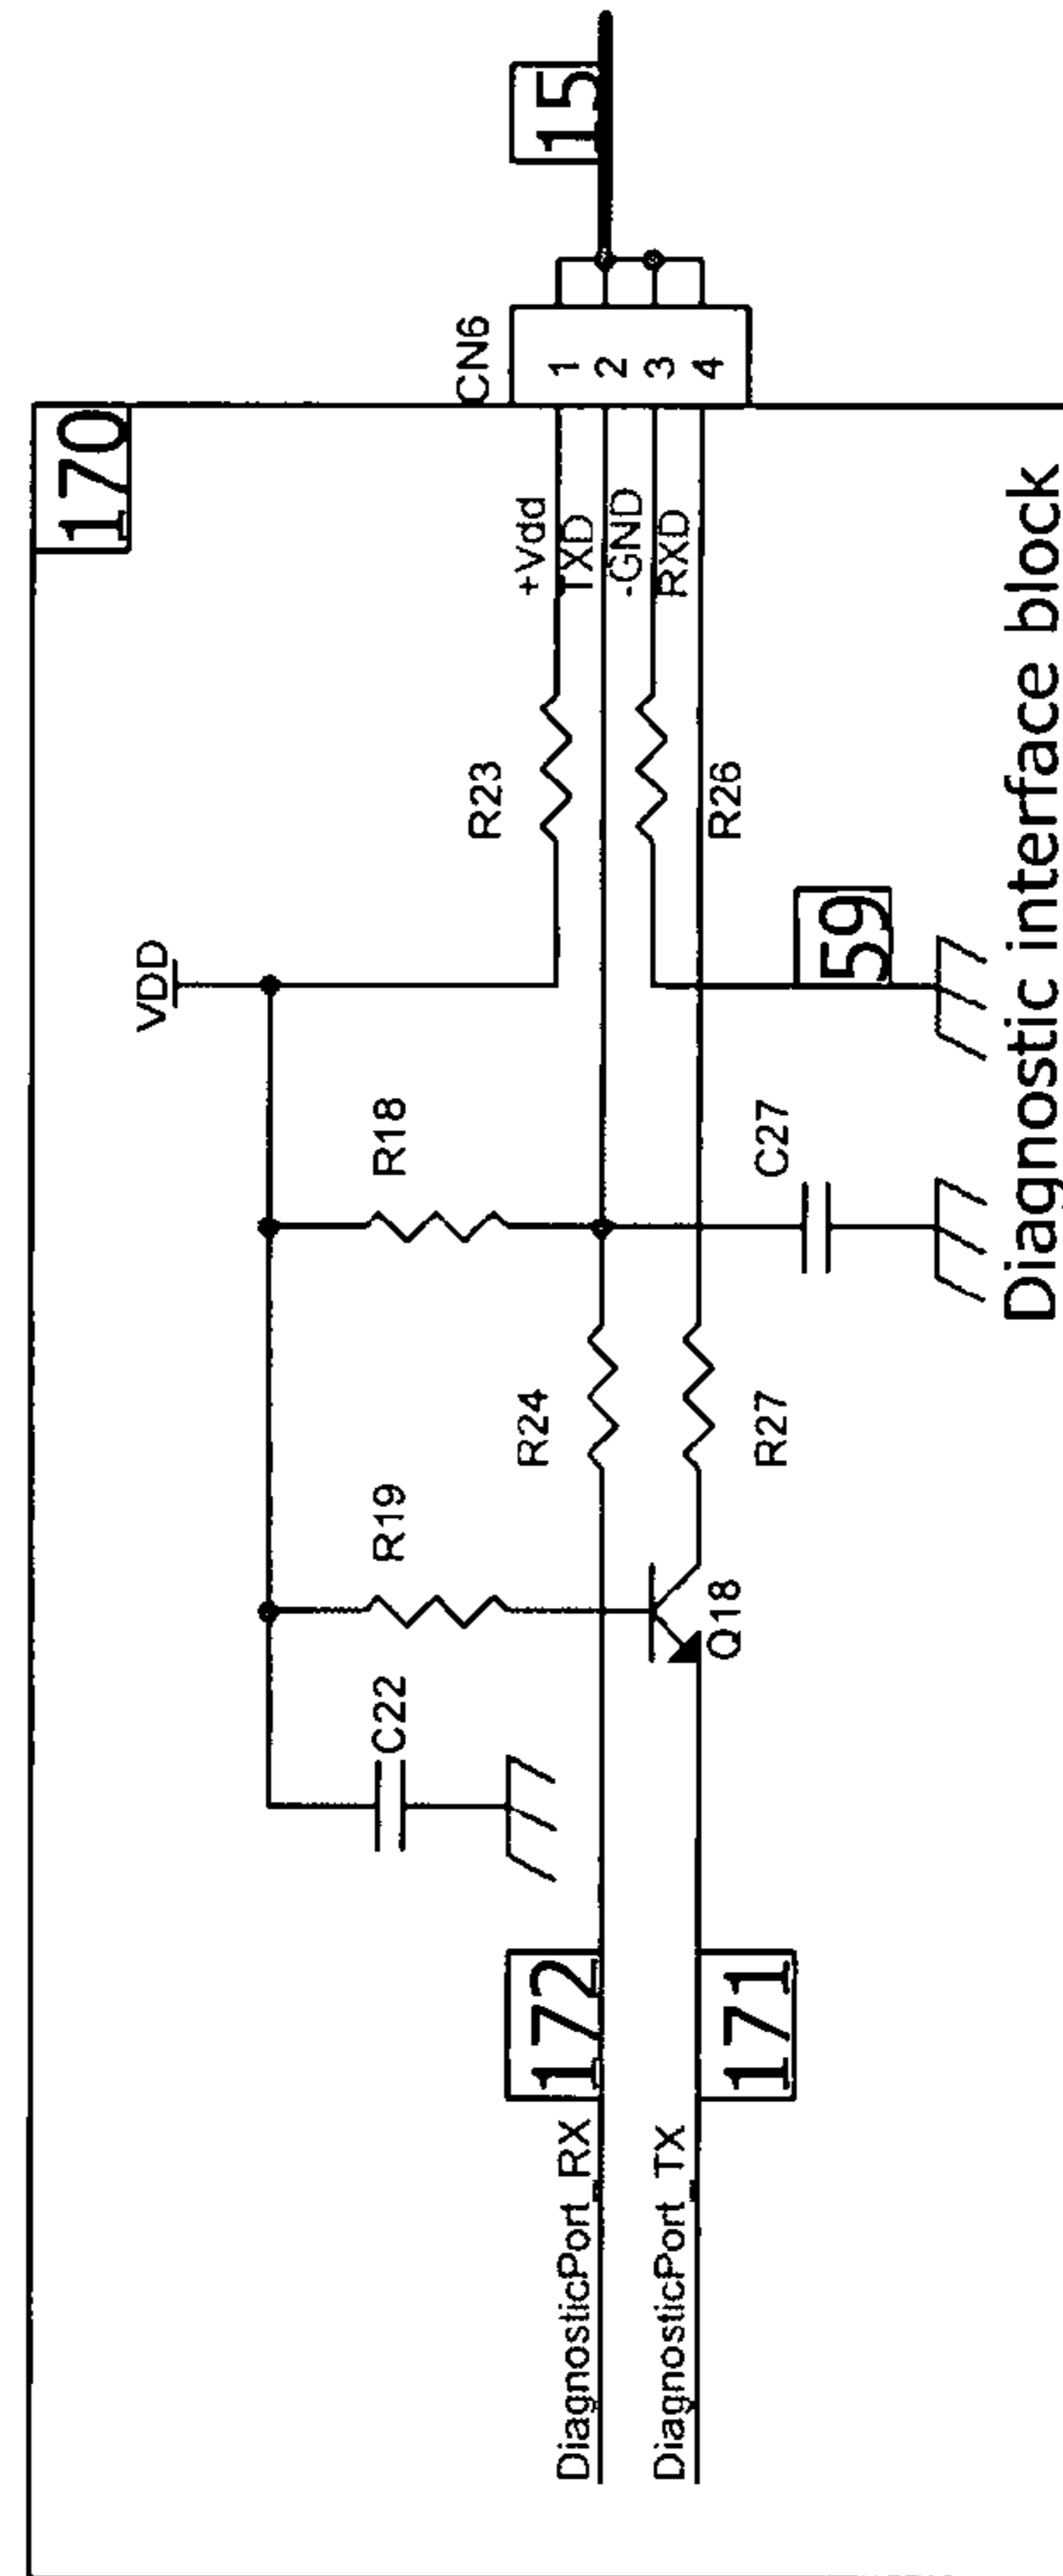 170
15
CN6
1
2
3
4
+Vdd
TXD
-GND
RXD
VDD
R23
R26
59
R18
C27
R24
R27
R19
Q18
C22
172
171
DiagnosticPort_RX
DiagnosticPort_TX
Diagnostic interface block